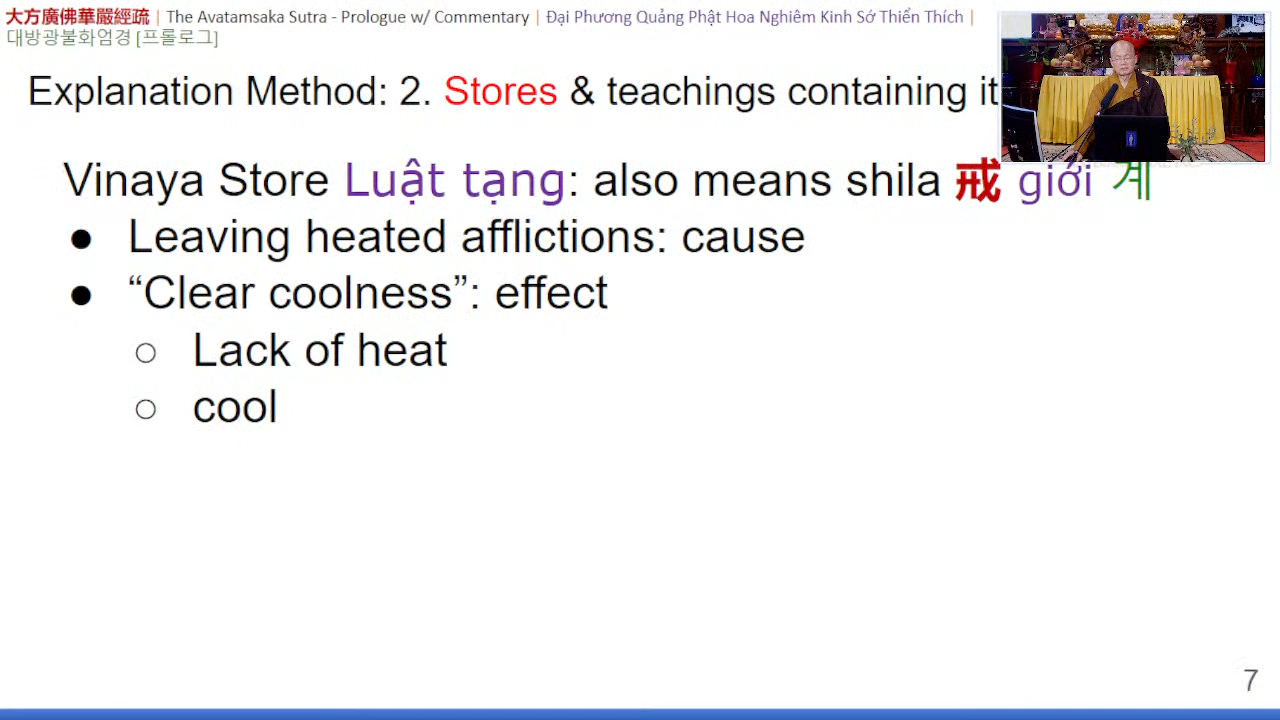 大方廣佛華嚴經疏 | The Avatamsaka Sutra - Prologue w/ Commentary | Đại Phương Quảng Phật Hoa Nghiêm Kinh Sớ Thiển Thích |
대방광불화엄경 [프롤로그]
Explanation Method: 2. Stores & teachings containing it
Vinaya Store Luật tạng: also means shila 戒 giới 계
● Leaving heated afflictions: cause
● “Clear coolness”: effect
○ Lack of heat
○ cool
7